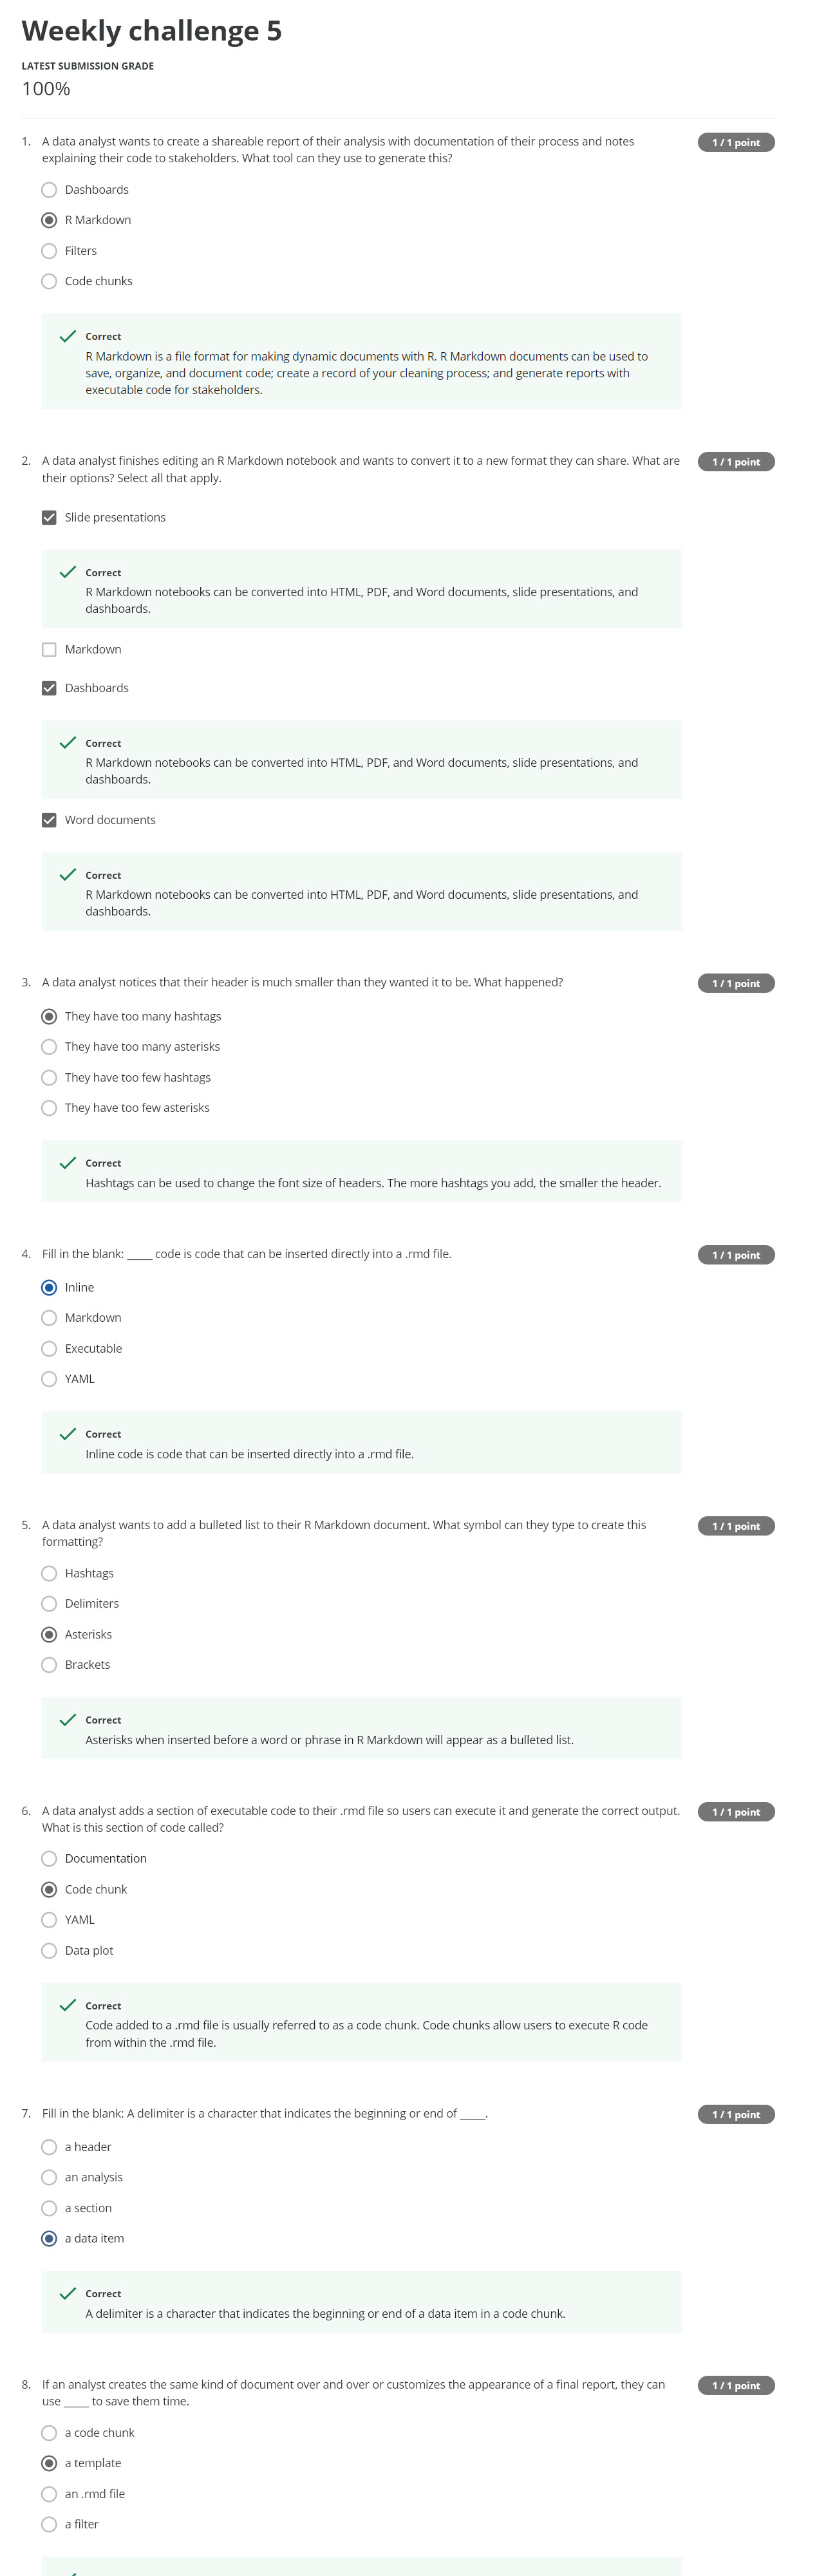 Weekly challenge 5
LATEST SUBMISSION GRADE
100%
1. A data analyst wants to create a shareable report of their analysis with documentation of their process and notes
explaining their code to stakeholders. What tool can they use to generate this?
1 / 1 point
Dashboards
R Markdown
Filters
Code chunks
Correct
R Markdown is a file format for making dynamic documents with R. R Markdown documents can be used to
save, organize, and document code; create a record of your cleaning process; and generate reports with
executable code for stakeholders.
2. A data analyst finishes editing an R Markdown notebook and wants to convert it to a new format they can share. What are
their options? Select all that apply.
1 / 1 point
Slide presentations
Correct
R Markdown notebooks can be converted into HTML, PDF, and Word documents, slide presentations, and
dashboards.
Markdown
Dashboards
Correct
R Markdown notebooks can be converted into HTML, PDF, and Word documents, slide presentations, and
dashboards.
Word documents
Correct
R Markdown notebooks can be converted into HTML, PDF, and Word documents, slide presentations, and
dashboards.
3. A data analyst notices that their header is much smaller than they wanted it to be. What happened?
1 / 1 point
They have too many hashtags
They have too many asterisks
They have too few hashtags
They have too few asterisks
Correct
Hashtags can be used to change the font size of headers. The more hashtags you add, the smaller the header.
4. Fill in the blank: _____ code is code that can be inserted directly into a .rmd file.
1 / 1 point
Inline
Markdown
Executable
YAML
Correct
Inline code is code that can be inserted directly into a .rmd file.
5. A data analyst wants to add a bulleted list to their R Markdown document. What symbol can they type to create this
formatting?
1 / 1 point
Hashtags
Delimiters
Asterisks
Brackets
Correct
Asterisks when inserted before a word or phrase in R Markdown will appear as a bulleted list.
6. A data analyst adds a section of executable code to their .rmd file so users can execute it and generate the correct output.
What is this section of code called?
1 / 1 point
Documentation
Code chunk
YAML
Data plot
Correct
Code added to a .rmd file is usually referred to as a code chunk. Code chunks allow users to execute R code
from within the .rmd file.
7. Fill in the blank: A delimiter is a character that indicates the beginning or end of _____.
1 / 1 point
a header
an analysis
a section
a data item
Correct
A delimiter is a character that indicates the beginning or end of a data item in a code chunk.
8. If an analyst creates the same kind of document over and over or customizes the appearance of a final report, they can
use _____ to save them time.
1 / 1 point
a code chunk
a template
an .rmd file
a filter